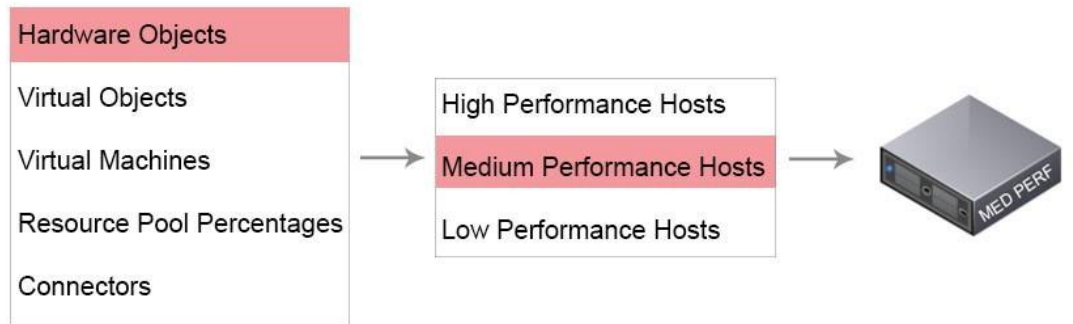 Hardware Objects
Virtual Objects
Virtual Machines
Resource Pool Percentages
Connectors
High Performance Hosts
Medium Performance Hosts
Low Performance Hosts
MED PERF